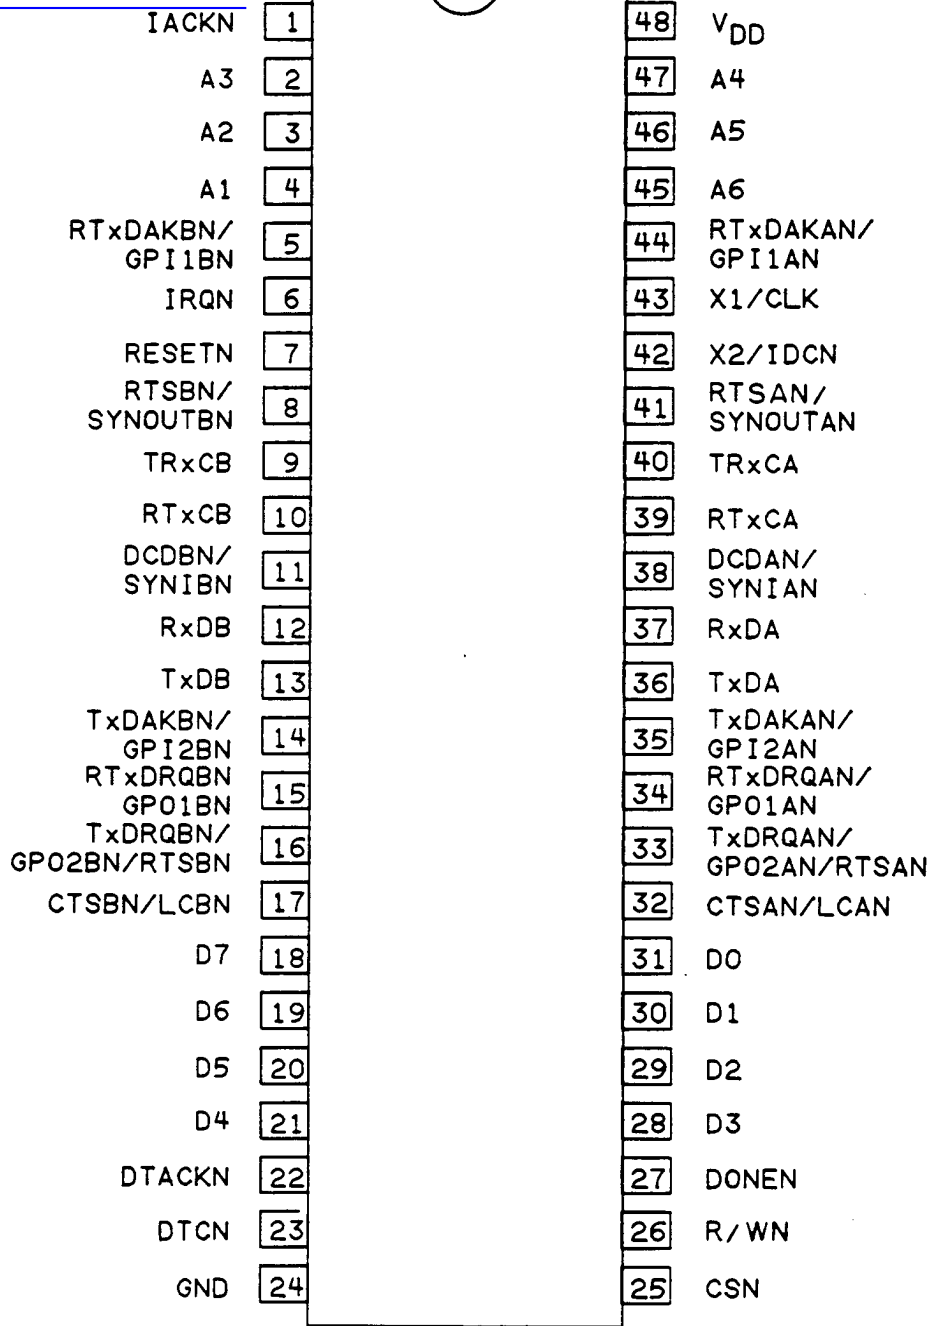 IACKN 1 48 VDD
A3 2 47 A4
A2 3 46 A5
A1 4 45 A6
RTxDAKBN/ 5 44 RTxDAKAN/
GPI1BN GPI1AN
IRQN 6 43 X1/CLK
RESETN 7 42 X2/IDCN
RTSBN/ 8 41 RTSAN/
SYNOUTBN SYNOUTAN
TRxCB 9 40 TRxCA
RTxCB 10 39 RTxCA
DCDBN/ 11 38 DCDAN/
SYNIBN SYNIAN
RxDB 12 37 RxDA
TxDB 13 36 TxDA
TxDAKBN/ 14 35 TxDAKAN/
GPI2BN GPI2AN
RTxDRQBN 15 34 RTxDRQAN/
GPO1BN GPO1AN
TxDRQBN/ 16 33 TxDRQAN/
GPO2BN/RTSBN GPO2AN/RTSAN
CTSBN/LCBN 17 32 CTSAN/LCAN
D7 18 31 D0
D6 19 30 D1
D5 20 29 D2
D4 21 28 D3
DTACKN 22 27 DONEN
DTCN 23 26 R/WN
GND 24 25 CSN